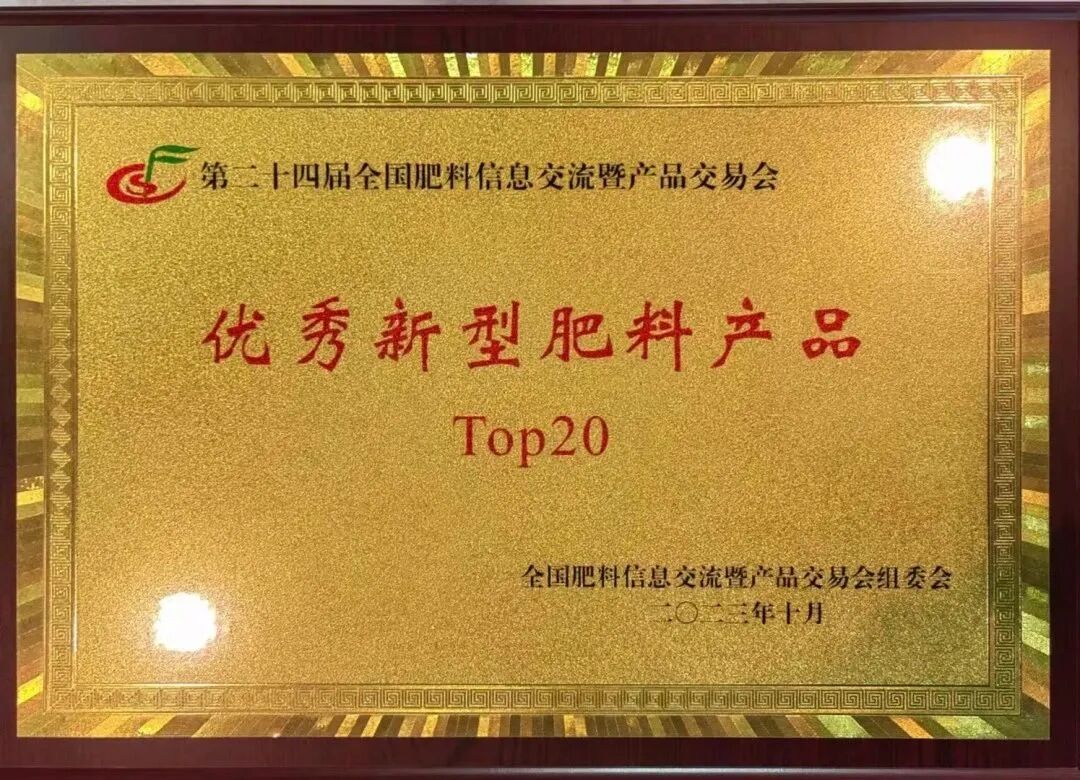 第二十四届全国肥料信息交流暨产品交易会
优秀新型肥料产品
Top20
全国肥料信息交流暨产品交易会组委会
二〇二三年十月